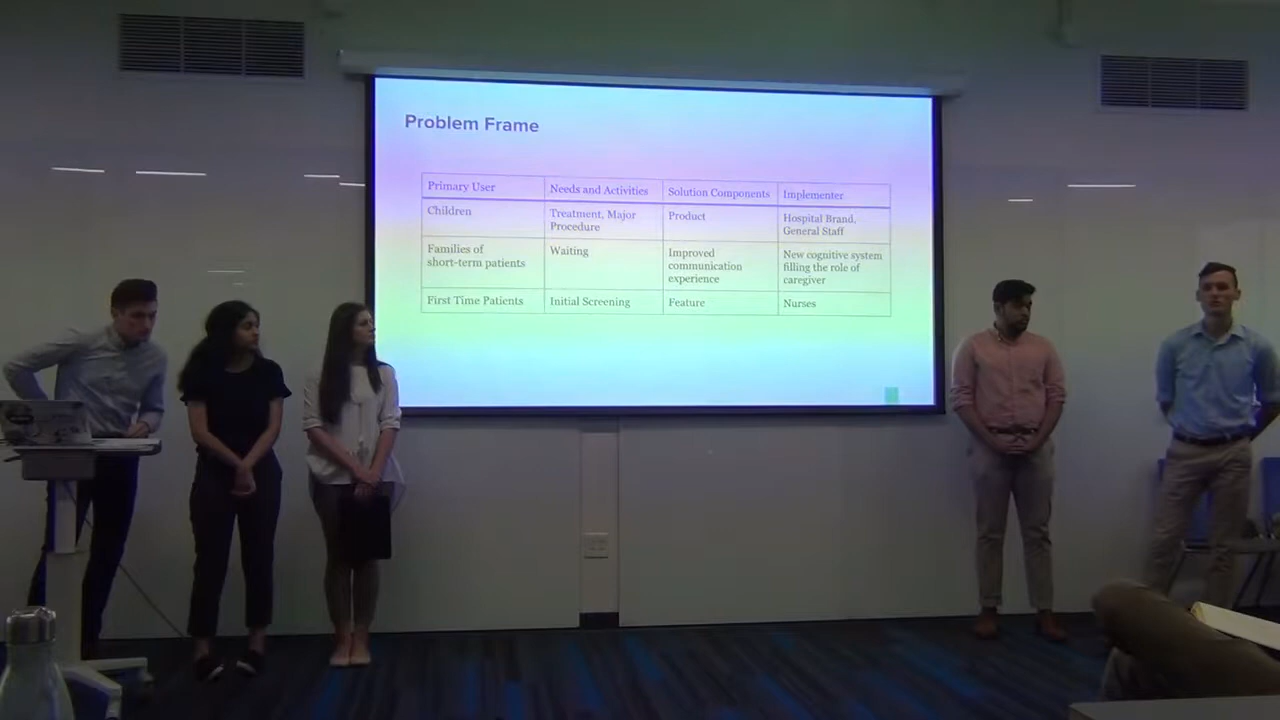 Problem Frame
Primary User Needs and Activities Solution Components Implementer
Children Treatment, Major Procedure Product Hospital Brand, General Staff
Families of short-term patients Waiting Improved communication experience New cognitive system filling the role of caregiver
First Time Patients Initial Screening Feature Nurses